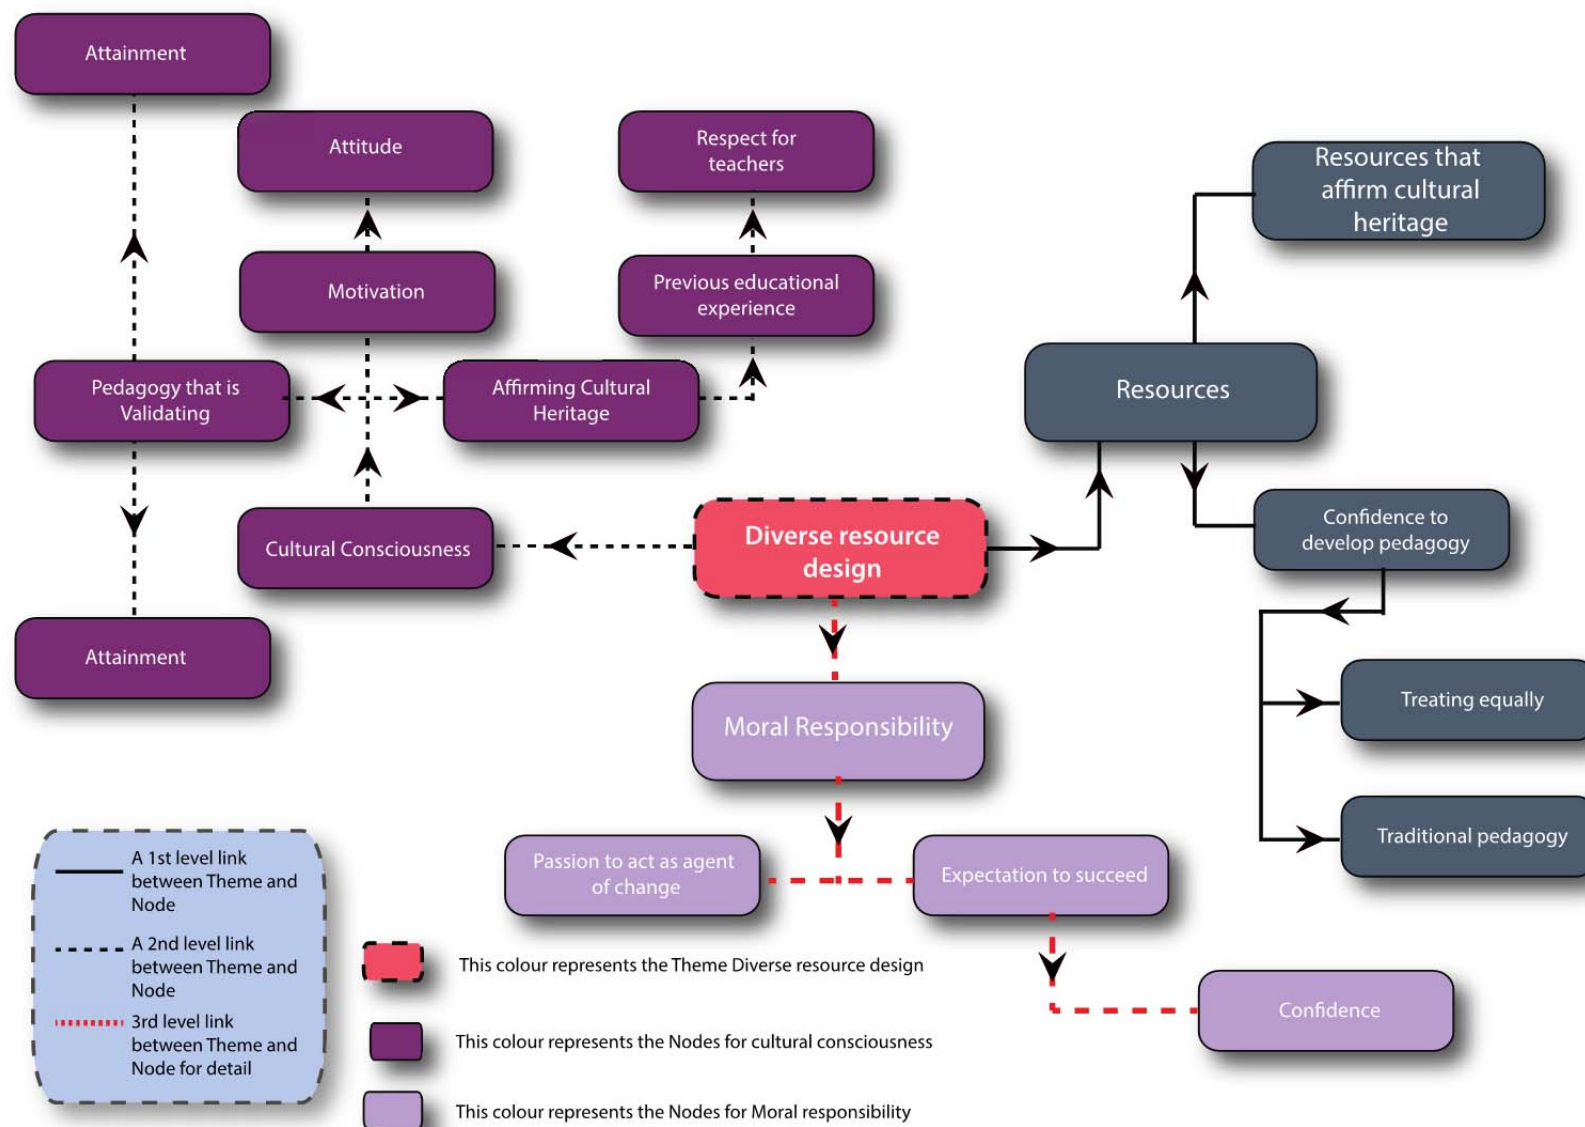 Attainment
Attitude
Respect for
teachers
Resources that
affirm cultural
heritage
Motivation
Previous educational
experience
Pedagogy that is
Validating
Affirming Cultural
Heritage
Resources
Cultural Consciousness
Diverse resource
design
Confidence to
develop pedagogy
Attainment
Moral Responsibility
Treating equally
Traditional pedagogy
Passion to act as agent
of change
Expectation to succeed
Confidence
A 1st level link
between Theme and
Node
A 2nd level link
between Theme and
Node
3rd level link
between Theme and
Node for detail
This colour represents the Theme Diverse resource design
This colour represents the Nodes for cultural consciousness
This colour represents the Nodes for Moral responsibility